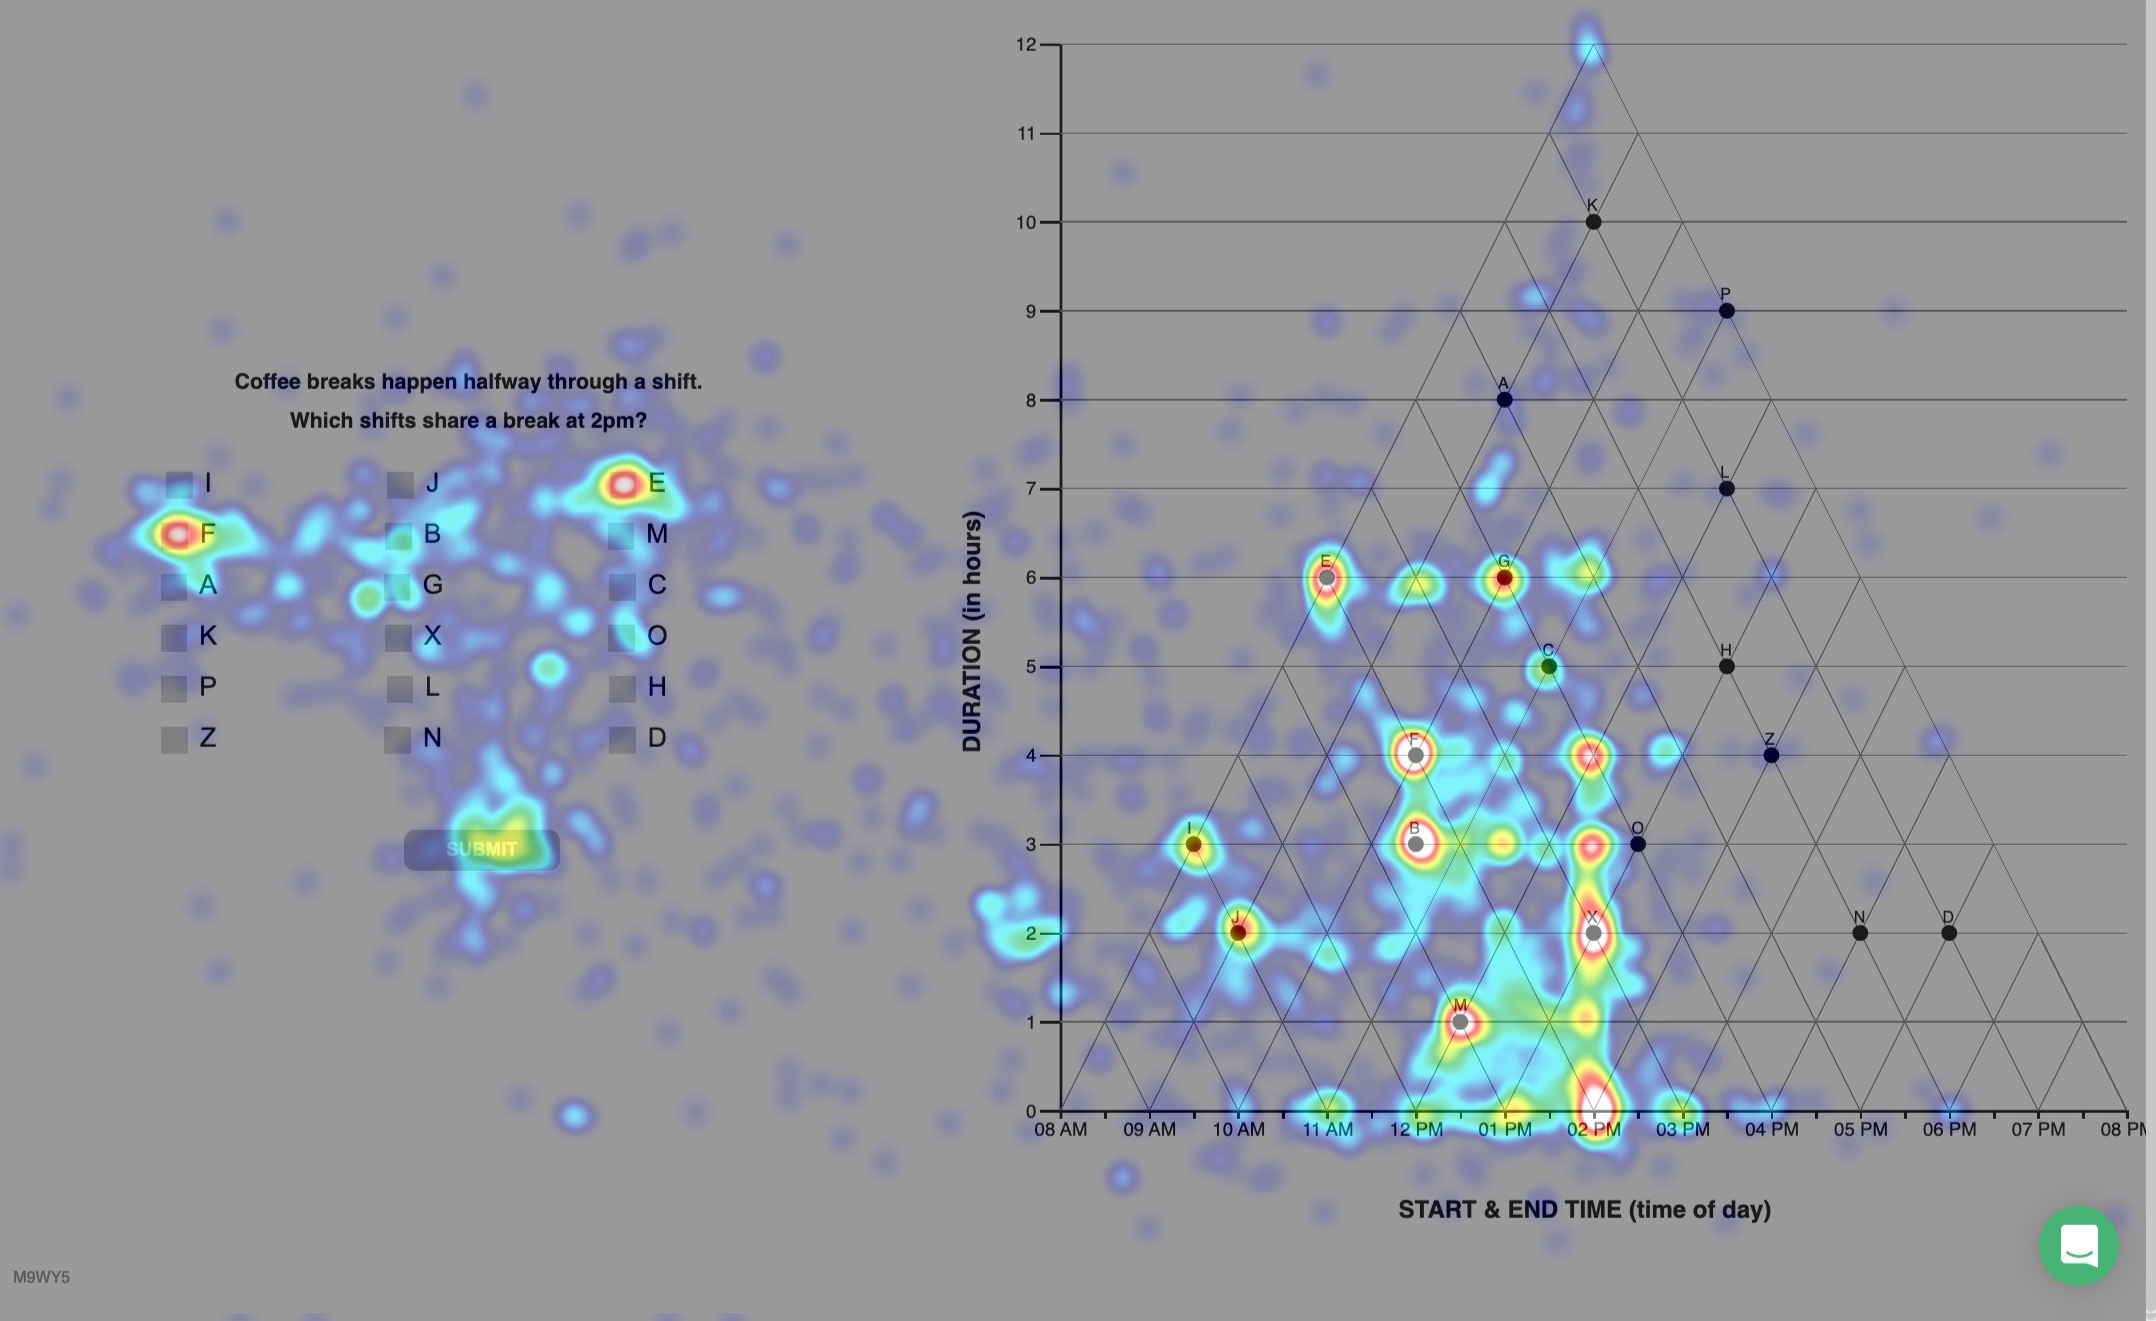 Coffee breaks happen halfway through a shift.
Which shifts share a break at 2pm?
I
J
E
F
B
M
A
G
C
K
X
O
P
L
H
Z
N
D
SUBMIT
M9WY5
DURATION (in hours)
12
11
10
9
8
7
6
5
4
3
2
1
0
K
P
A
L
E
G
C
H
F
Z
I
B
O
J
X
N
D
M
08 AM 09 AM 10 AM 11 AM 12 PM 01 PM 02 PM 03 PM 04 PM 05 PM 06 PM 07 PM 08 PM
START & END TIME (time of day)